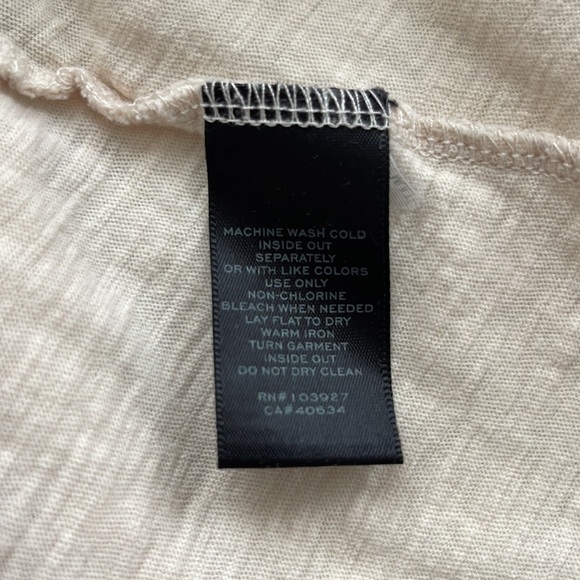 MACHINE WASH COLD
INSIDE OUT
SEPARATELY
OR WITH LIKE COLORS
USE ONLY
NON-CHLORINE
BLEACH WHEN NEEDED
LAY FLAT TO DRY
WARM IRON
TURN GARMENT
INSIDE OUT
DO NOT DRY CLEAN
RN#103927
CA#40634